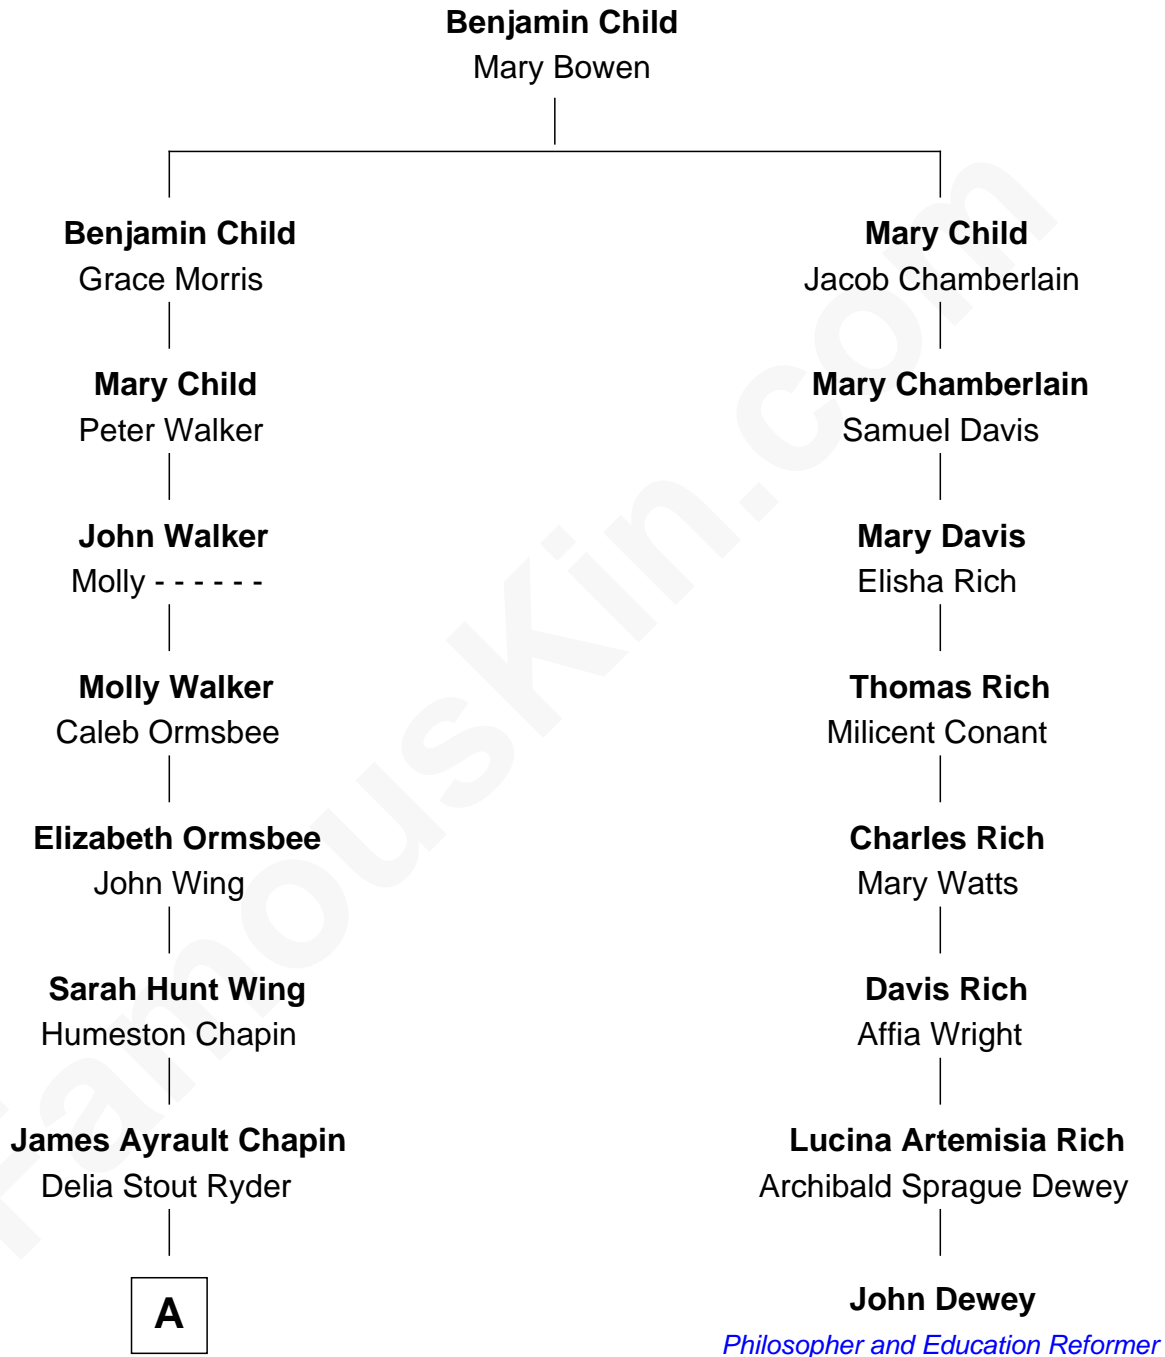 Benjamin Child
Mary Bowen
Benjamin Child
Grace Morris
Mary Child
Jacob Chamberlain
Mary Child
Peter Walker
Mary Chamberlain
Samuel Davis
John Walker
Molly - - - - - -
Mary Davis
Elisha Rich
Molly Walker
Caleb Ormsbee
Thomas Rich
Milicent Conant
Elizabeth Ormsbee
John Wing
Charles Rich
Mary Watts
Sarah Hunt Wing
Humeston Chapin
Davis Rich
Affia Wright
James Ayrault Chapin
Delia Stout Ryder
Lucina Artemisia Rich
Archibald Sprague Dewey
A
John Dewey
Philosopher and Education Reformer
FamousKin.com